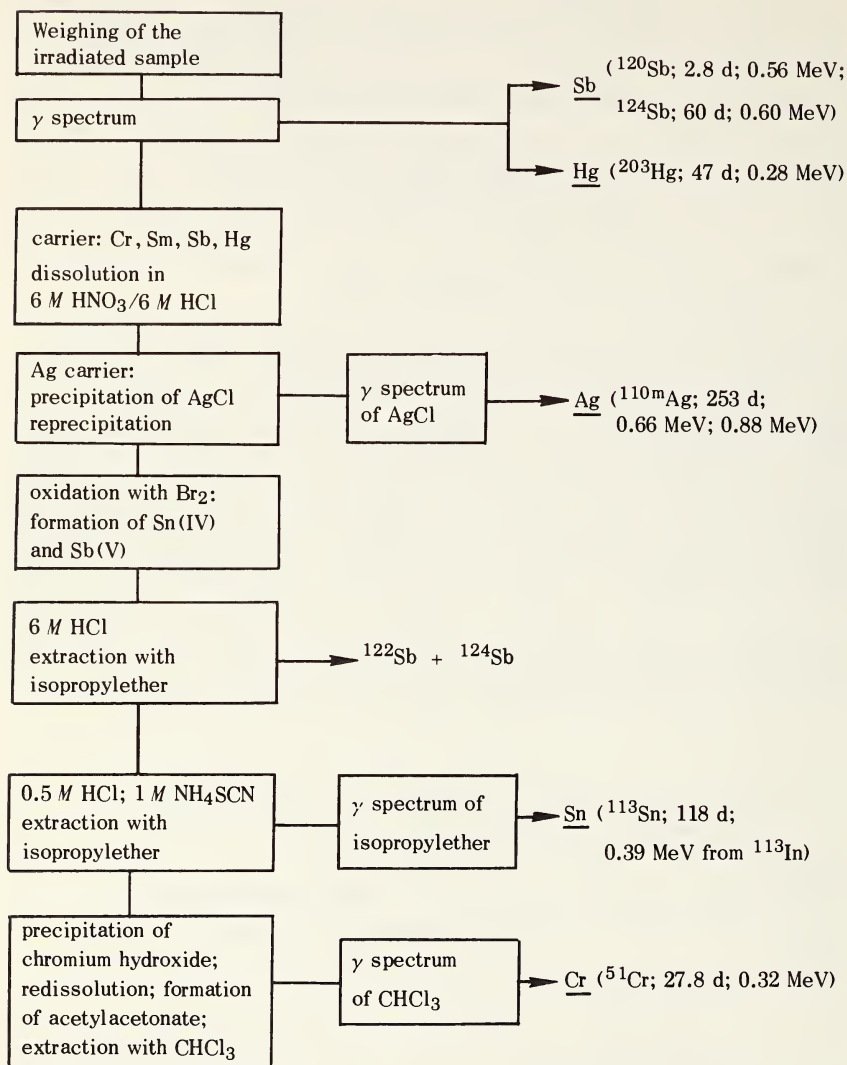 Weighing of the
irradiated sample
γ spectrum
Sb (¹²⁰Sb; 2.8 d; 0.56 MeV;
¹²⁴Sb; 60 d; 0.60 MeV)
Hg (²⁰³Hg; 47 d; 0.28 MeV)
carrier: Cr, Sm, Sb, Hg
dissolution in
6 M HNO₃/6 M HCl
Ag carrier:
precipitation of AgCl
reprecipitation
γ spectrum
of AgCl
Ag (¹¹⁰ᵐAg; 253 d;
0.66 MeV; 0.88 MeV)
oxidation with Br₂:
formation of Sn(IV)
and Sb(V)
6 M HCl
extraction with
isopropylether
¹²²Sb + ¹²⁴Sb
0.5 M HCl; 1 M NH₄SCN
extraction with
isopropylether
γ spectrum of
isopropylether
Sn (¹¹³Sn; 118 d;
0.39 MeV from ¹¹³In)
precipitation of
chromium hydroxide;
redissolution; formation
of acetylacetonate;
extraction with CHCl₃
γ spectrum
of CHCl₃
Cr (⁵¹Cr; 27.8 d; 0.32 MeV)